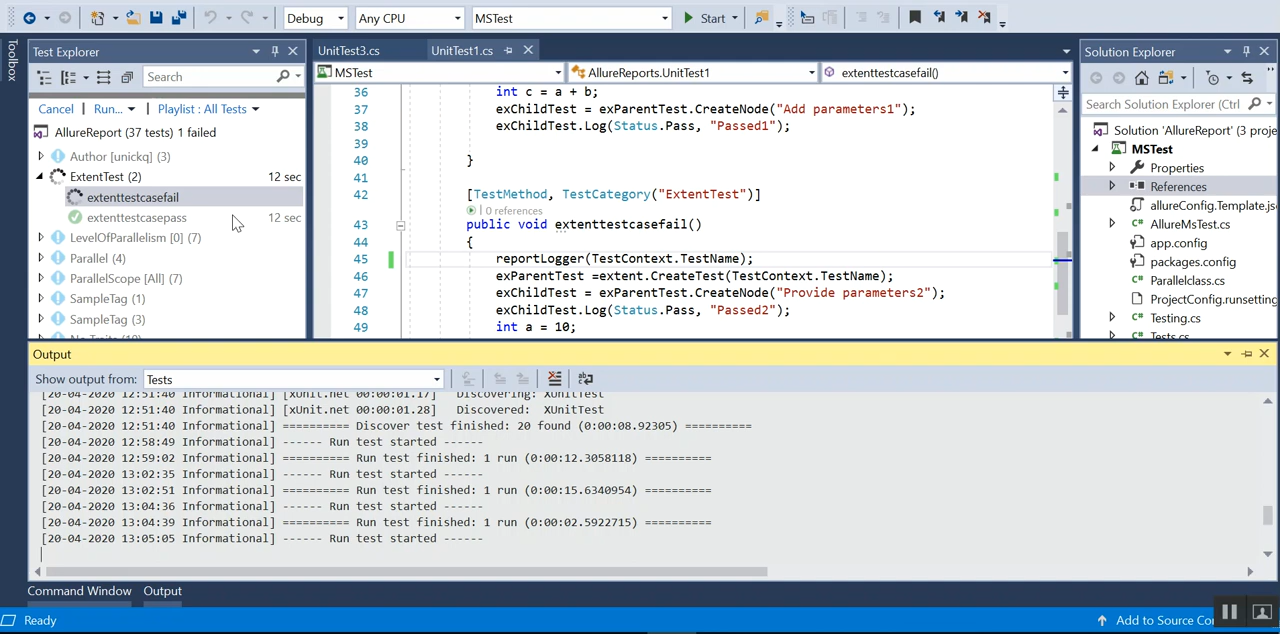 Debug
Any CPU
MSTest
Start
Toolbox
Test Explorer
Search
Cancel | Run... | Playlist : All Tests
AllureReport (37 tests) 1 failed
Author [unickq] (3)
ExtentTest (2) 12 sec
extenttestcasefail
extenttestcasepass 12 sec
LevelOfParallelism [0] (7)
Parallel (4)
ParallelScope [All] (7)
SampleTag (1)
SampleTag (3)
No Traits (10)
UnitTest3.cs
UnitTest1.cs
MSTest
AllureReports.UnitTest1
extenttestcasefail()
36 int c = a + b;
37 exChildTest = exParentTest.CreateNode("Add parameters1");
38 exChildTest.Log(Status.Pass, "Passed1");
39
40 }
41
42 [TestMethod, TestCategory("ExtentTest")]
0 references
43 public void extenttestcasefail()
44 {
45 reportLogger(TestContext.TestName);
46 exParentTest =extent.CreateTest(TestContext.TestName);
47 exChildTest = exParentTest.CreateNode("Provide parameters2");
48 exChildTest.Log(Status.Pass, "Passed2");
49 int a = 10;
Solution Explorer
Search Solution Explorer (Ctrl
Solution 'AllureReport' (3 proje
MSTest
Properties
References
allureConfig.Template.jso
AllureMsTest.cs
app.config
packages.config
Parallelclass.cs
ProjectConfig.runsetting
Testing.cs
Tests.cs
Output
Show output from: Tests
[20-04-2020 12:51:40 Informational] [xUnit.net 00:00:01.17] Discovering: XUnitTest
[20-04-2020 12:51:40 Informational] [xUnit.net 00:00:01.28] Discovered: XUnitTest
[20-04-2020 12:51:40 Informational] ========== Discover test finished: 20 found (0:00:08.92305) ==========
[20-04-2020 12:58:49 Informational] ------ Run test started ------
[20-04-2020 12:59:02 Informational] ========== Run test finished: 1 run (0:00:12.3058118) ==========
[20-04-2020 13:02:35 Informational] ------ Run test started ------
[20-04-2020 13:02:51 Informational] ========== Run test finished: 1 run (0:00:15.6340954) ==========
[20-04-2020 13:04:36 Informational] ------ Run test started ------
[20-04-2020 13:04:39 Informational] ========== Run test finished: 1 run (0:00:02.5922715) ==========
[20-04-2020 13:05:05 Informational] ------ Run test started ------
Command Window
Output
Ready
Add to Source Co